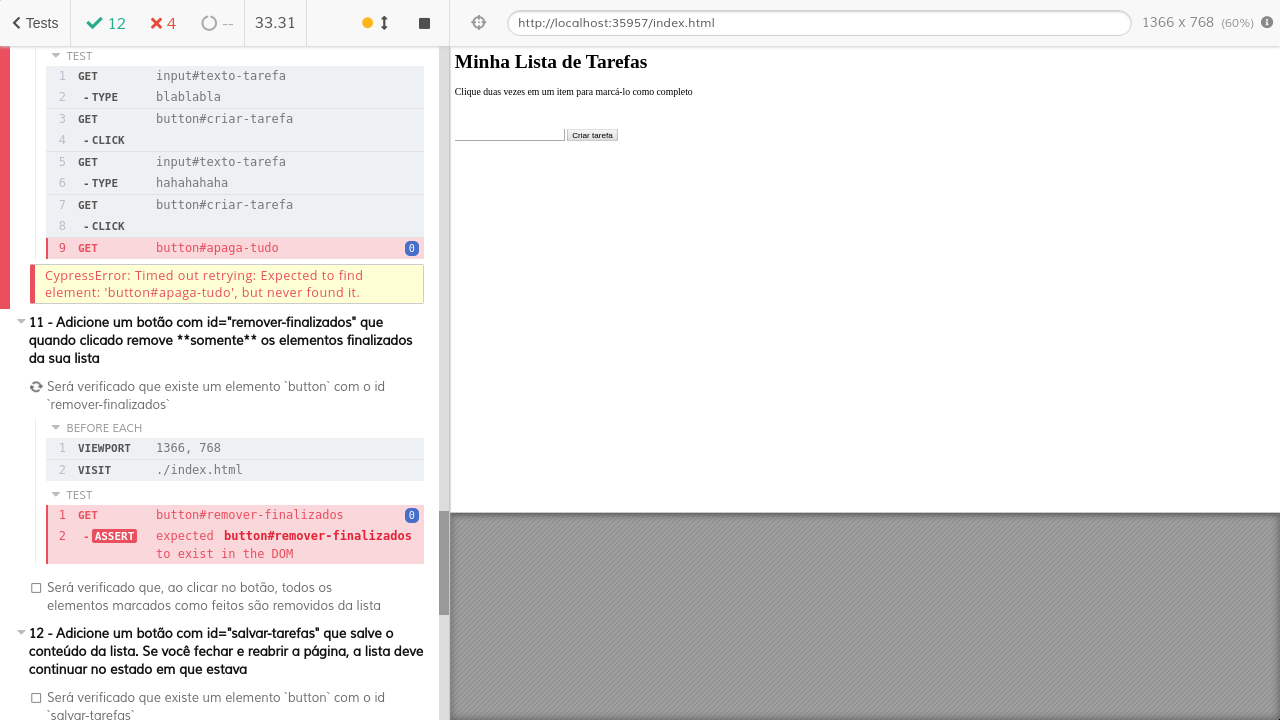 Tests
12
4
--
33.31
http://localhost:35957/index.html
1366 x 768 (60%)
TEST
1 GET input#texto-tarefa
2 -TYPE blablabla
3 GET button#criar-tarefa
4 -CLICK
5 GET input#texto-tarefa
6 -TYPE hahahahaha
7 GET button#criar-tarefa
8 -CLICK
9 GET button#apaga-tudo 0
CypressError: Timed out retrying: Expected to find
element: 'button#apaga-tudo', but never found it.
11 - Adicione um botão com id="remover-finalizados" que
quando clicado remove **somente** os elementos finalizados
da sua lista
Será verificado que existe um elemento `button` com o id
`remover-finalizados`
BEFORE EACH
1 VIEWPORT 1366, 768
2 VISIT ./index.html
TEST
1 GET button#remover-finalizados 0
2 -ASSERT expected button#remover-finalizados
to exist in the DOM
Será verificado que, ao clicar no botão, todos os
elementos marcados como feitos são removidos da lista
12 - Adicione um botão com id="salvar-tarefas" que salve o
conteúdo da lista. Se você fechar e reabrir a página, a lista deve
continuar no estado em que estava
Será verificado que existe um elemento `button` com o id
`salvar-tarefas`
Minha Lista de Tarefas
Clique duas vezes em um item para marcá-lo como completo
Criar tarefa